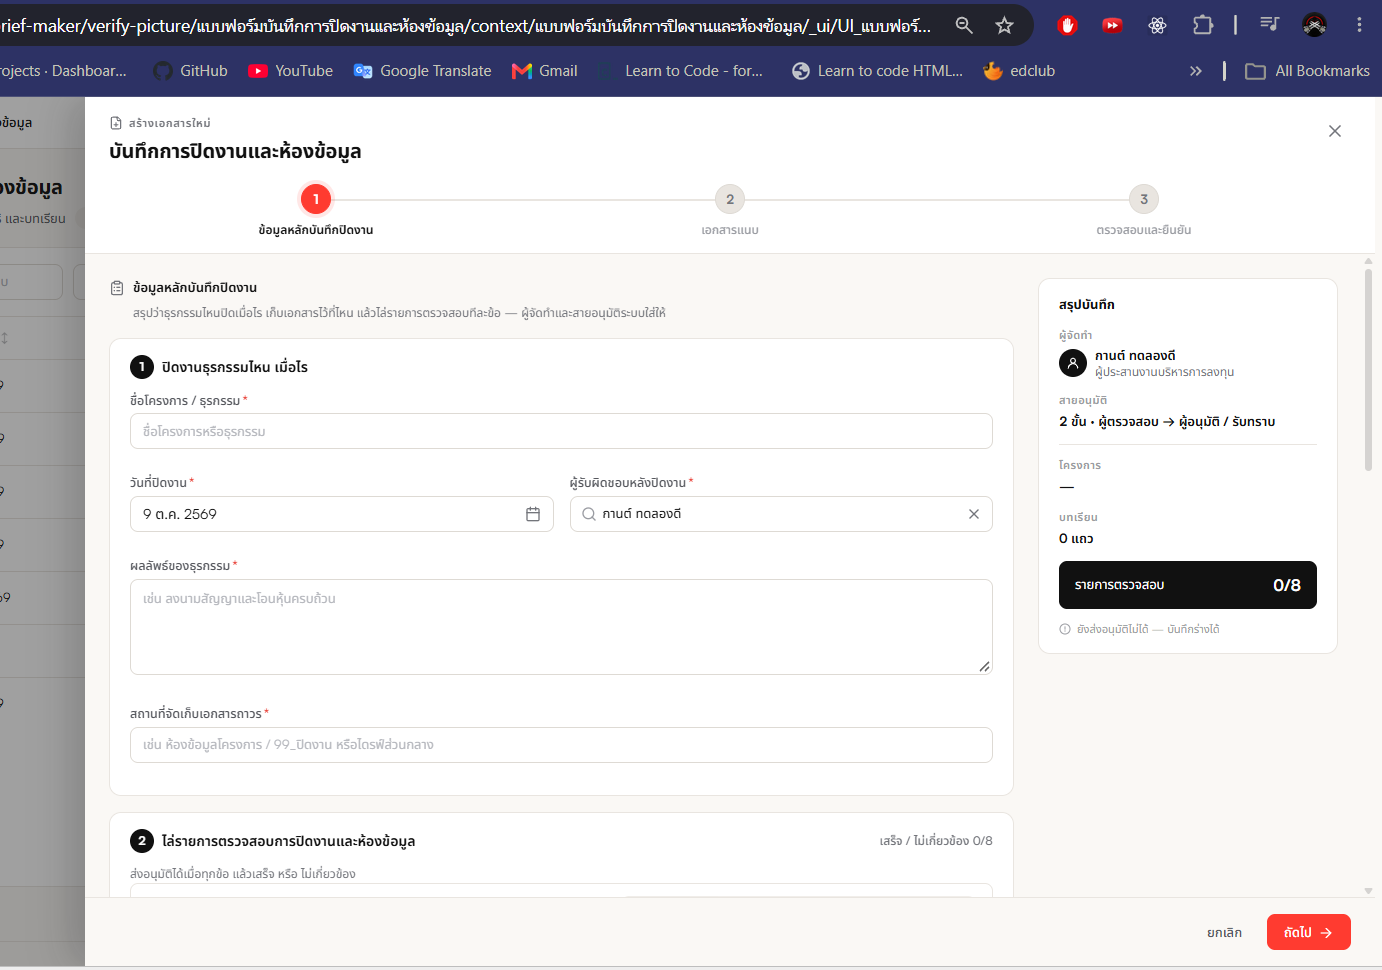 rief-maker/verify-picture/แบบฟอร์มบันทึกการปิดงานและห้องข้อมูล/context/แบบฟอร์มบันทึกการปิดงานและห้องข้อมูล/_ui/UI_แบบฟอร์...
rojects · Dashboar...
GitHub
YouTube
Google Translate
Gmail
Learn to Code - for...
Learn to code HTML...
edclub
All Bookmarks
งข้อมูล
สร้างเอกสารใหม่
บันทึกการปิดงานและห้องข้อมูล
องข้อมูล
และบทเรียน
1
2
3
ข้อมูลหลักบันทึกปิดงาน
เอกสารแนบ
ตรวจสอบและยืนยัน
ข้อมูลหลักบันทึกปิดงาน
สรุปว่าธุรกรรมไหนปิดเมื่อไร เก็บเอกสารไว้ที่ไหน แล้วไล่รายการตรวจสอบทีละข้อ — ผู้จัดทำและสายอนุมัติระบบใส่ให้
1 ปิดงานธุรกรรมไหน เมื่อไร
ชื่อโครงการ / ธุรกรรม *
ชื่อโครงการหรือธุรกรรม
วันที่ปิดงาน *
ผู้รับผิดชอบหลังปิดงาน *
9 ต.ค. 2569
กานต์ ทดลองดี
ผลลัพธ์ของธุรกรรม *
เช่น ลงนามสัญญาและโอนหุ้นครบถ้วน
สถานที่จัดเก็บเอกสารถาวร *
เช่น ห้องข้อมูลโครงการ / 99_ปิดงาน หรือไดรฟ์ส่วนกลาง
2 ไล่รายการตรวจสอบการปิดงานและห้องข้อมูล
เสร็จ / ไม่เกี่ยวข้อง 0/8
ส่งอนุมัติได้เมื่อทุกข้อ แล้วเสร็จ หรือ ไม่เกี่ยวข้อง
สรุปบันทึก
ผู้จัดทำ
กานต์ ทดลองดี
ผู้ประสานงานบริหารการลงทุน
สายอนุมัติ
2 ขั้น · ผู้ตรวจสอบ → ผู้อนุมัติ / รับทราบ
โครงการ
—
บทเรียน
0 แถว
รายการตรวจสอบ 0/8
ยังส่งอนุมัติไม่ได้ — บันทึกร่างได้
ยกเลิก
ถัดไป →